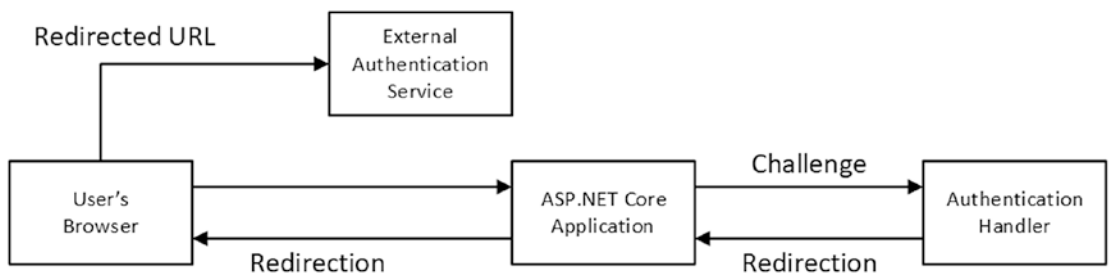 Redirected URL
External
Authentication
Service
User's
Browser
ASP.NET Core
Application
Challenge
Authentication
Handler
Redirection
Redirection